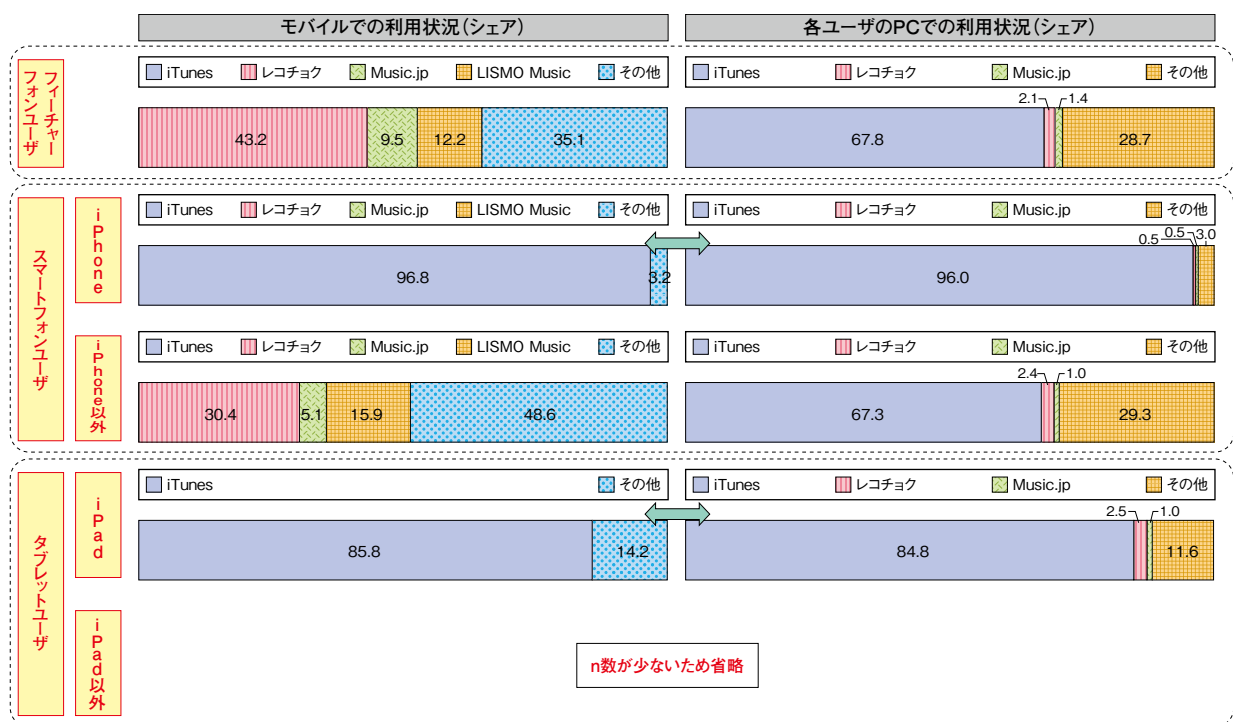 モバイルでの利用状況（シェア）
各ユーザのPCでの利用状況（シェア）
フィーチャー
フォンユーザ
iTunes レコチョク Music.jp LISMO Music その他
43.2 9.5 12.2 35.1
iTunes レコチョク Music.jp その他
2.1 1.4
67.8 28.7
スマートフォンユーザ
iPhone
iTunes レコチョク Music.jp LISMO Music その他
96.8 3.2
iTunes レコチョク Music.jp その他
0.5 0.5 3.0
96.0
iPhone以外
iTunes レコチョク Music.jp LISMO Music その他
30.4 5.1 15.9 48.6
iTunes レコチョク Music.jp その他
2.4 1.0
67.3 29.3
タブレットユーザ
iPad
iTunes その他
85.8 14.2
iTunes レコチョク Music.jp その他
2.5 1.0
84.8 11.6
iPad以外
n数が少ないため省略